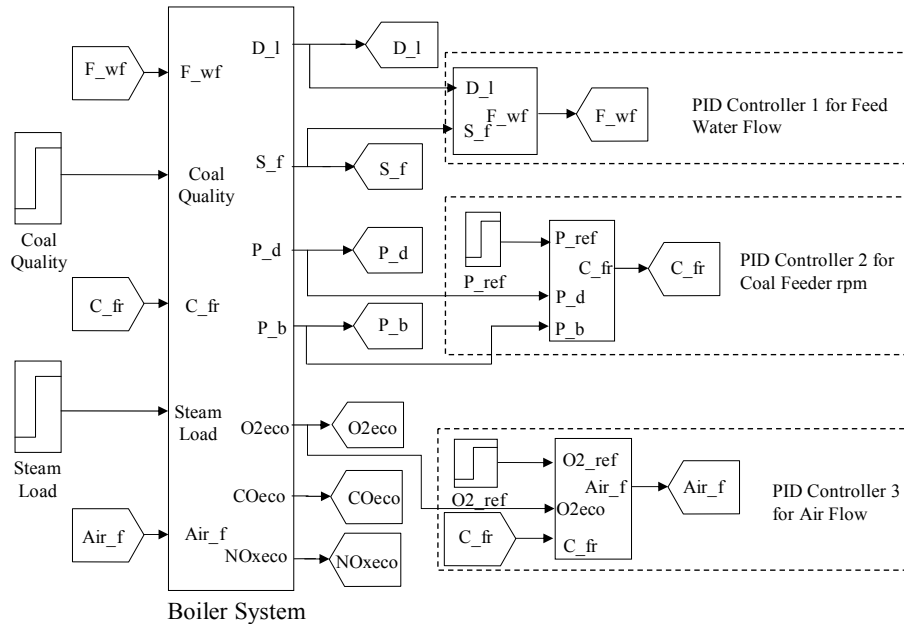 F_wf
F_wf
Coal
Quality
Coal
Quality
C_fr
C_fr
Steam
Load
Steam
Load
Air_f
Air_f
D_l
S_f
P_d
P_b
O2eco
COeco
NOxeco
Boiler System
D_l
S_f
P_d
P_b
O2eco
COeco
NOxeco
D_l
F_wf
S_f
F_wf
PID Controller 1 for Feed
Water Flow
P_ref
P_ref
C_fr
P_d
P_b
C_fr
PID Controller 2 for
Coal Feeder rpm
O2_ref
C_fr
O2_ref
Air_f
O2eco
C_fr
Air_f
PID Controller 3
for Air Flow